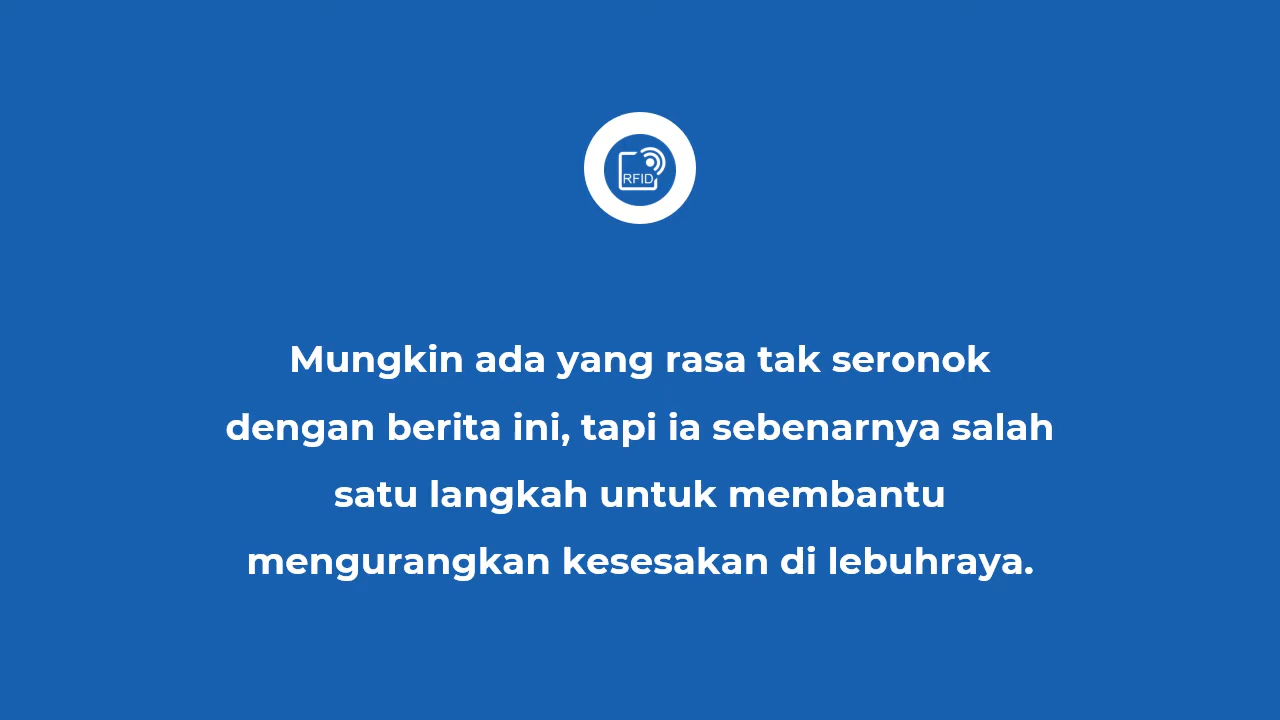 RFID
Mungkin ada yang rasa tak seronok
dengan berita ini, tapi ia sebenarnya salah
satu langkah untuk membantu
mengurangkan kesesakan di lebuhraya.